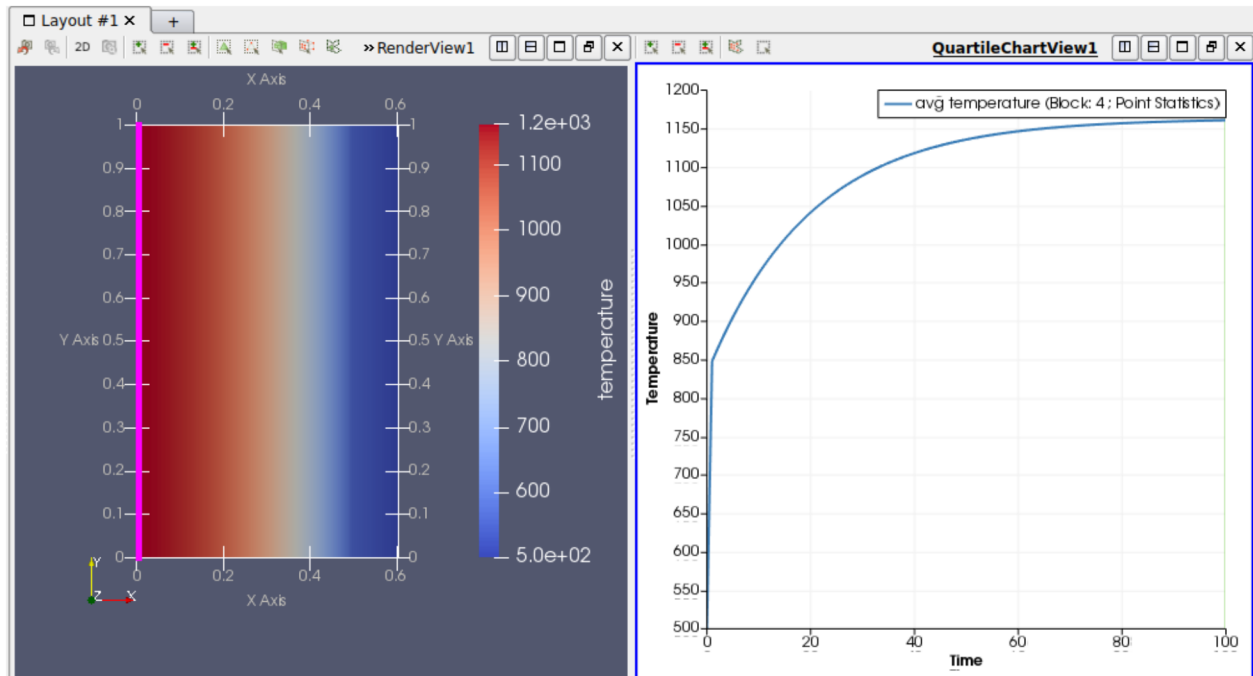 Layout #1
2D
» RenderView1
QuartileChartView1
X Axis
0 0.2 0.4 0.6
1 1
0.9 0.9
0.8 0.8
0.7 0.7
0.6 0.6
Y Axis 0.5 0.5 Y Axis
0.4 0.4
0.3 0.3
0.2 0.2
0.1 0.1
0 0
0 0.2 0.4 0.6
X Axis
Y
Z X
1.2e+03
1100
1000
900
800
700
600
5.0e+02
temperature
avg temperature (Block: 4 ; Point Statistics)
1200
1150
1100
1050
1000
950
900
850
800
750
700
650
600
550
500
Temperature
0 20 40 60 80 100
Time